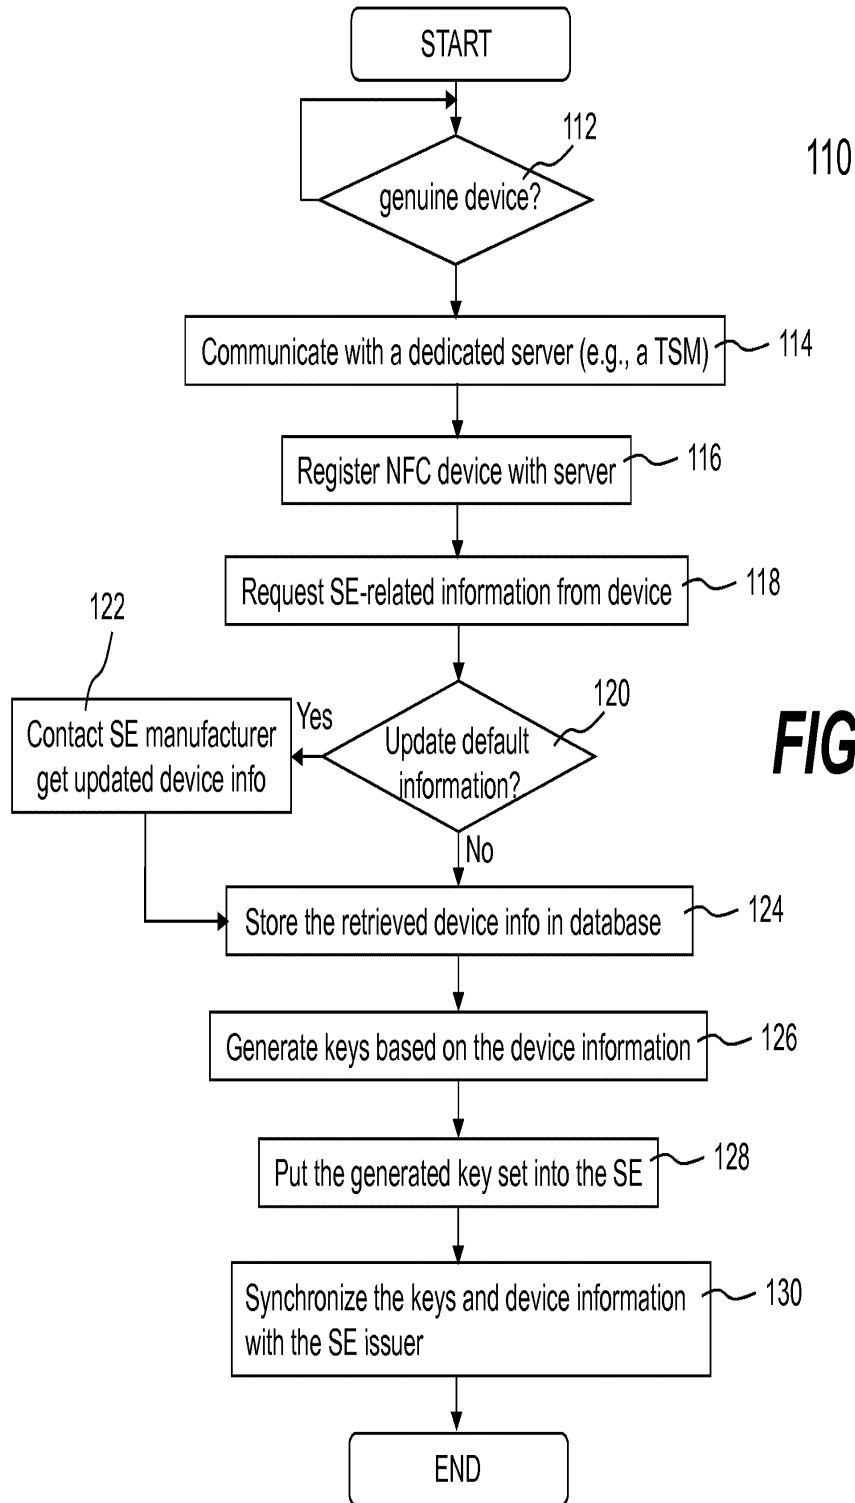 START
112
110
genuine device?
Communicate with a dedicated server (e.g., a TSM)
114
Register NFC device with server
116
Request SE-related information from device
118
122
120
Yes
Contact SE manufacturer
get updated device info
Update default
information?
FIG
No
Store the retrieved device info in database
124
Generate keys based on the device information
126
Put the generated key set into the SE
128
Synchronize the keys and device information
with the SE issuer
130
END